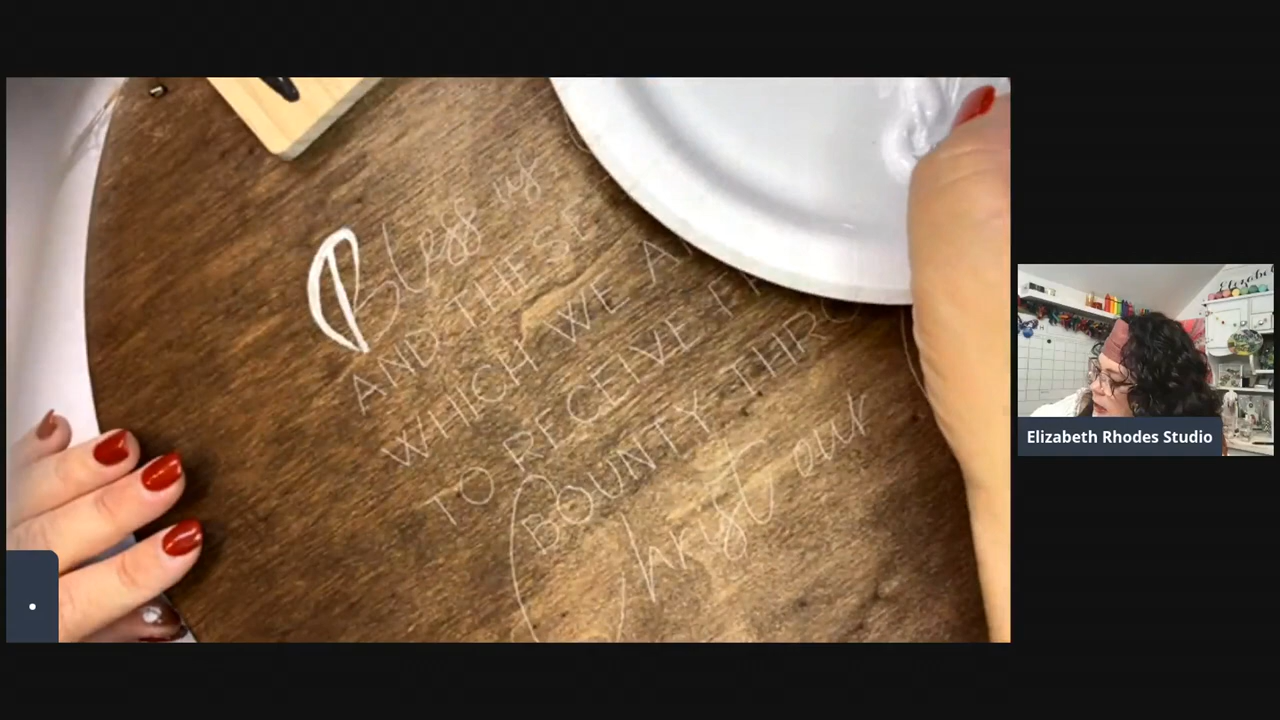 Bless us
AND THESE
WHICH WE A
TO RECEIVE T
BOUNTY THRO
Christ our
Elizabeth Rhodes Studio